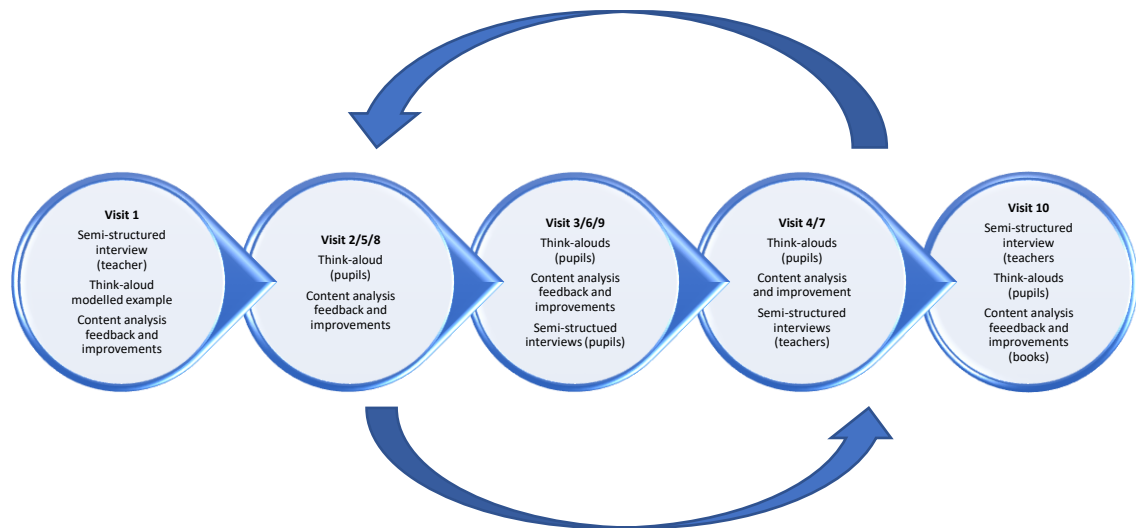 Visit 1
Semi-structured
interview
(teacher)
Think-aloud
modelled example
Content analysis
feedback and
improvements
Visit 2/5/8
Think-aloud
(pupils)
Content analysis
feedback and
improvements
Visit 3/6/9
Think-alouds
(pupils)
Content analysis
feedback and
improvements
Semi-structued
interviews (pupils)
Visit 4/7
Think-alouds
(pupils)
Content analysis
and improvement
Semi-structured
interviews
(teachers)
Visit 10
Semi-structured
interview
(teachers
Think-alouds
(pupils)
Content analysis
feeedback and
improvements
(books)